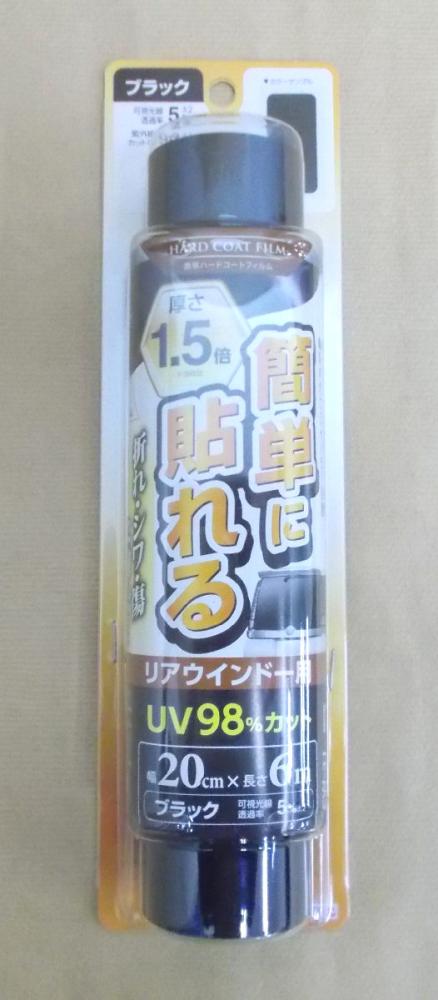 ブラック
▼カラーサンプル
可視光線
透過率 5
HARD COAT FILM
厚さ
1.5倍
簡単に
貼れる
折れ・シワ・傷
リアウインドー用
UV98%カット
幅20cm×長さ6m
ブラック 可視光線
透過率 5